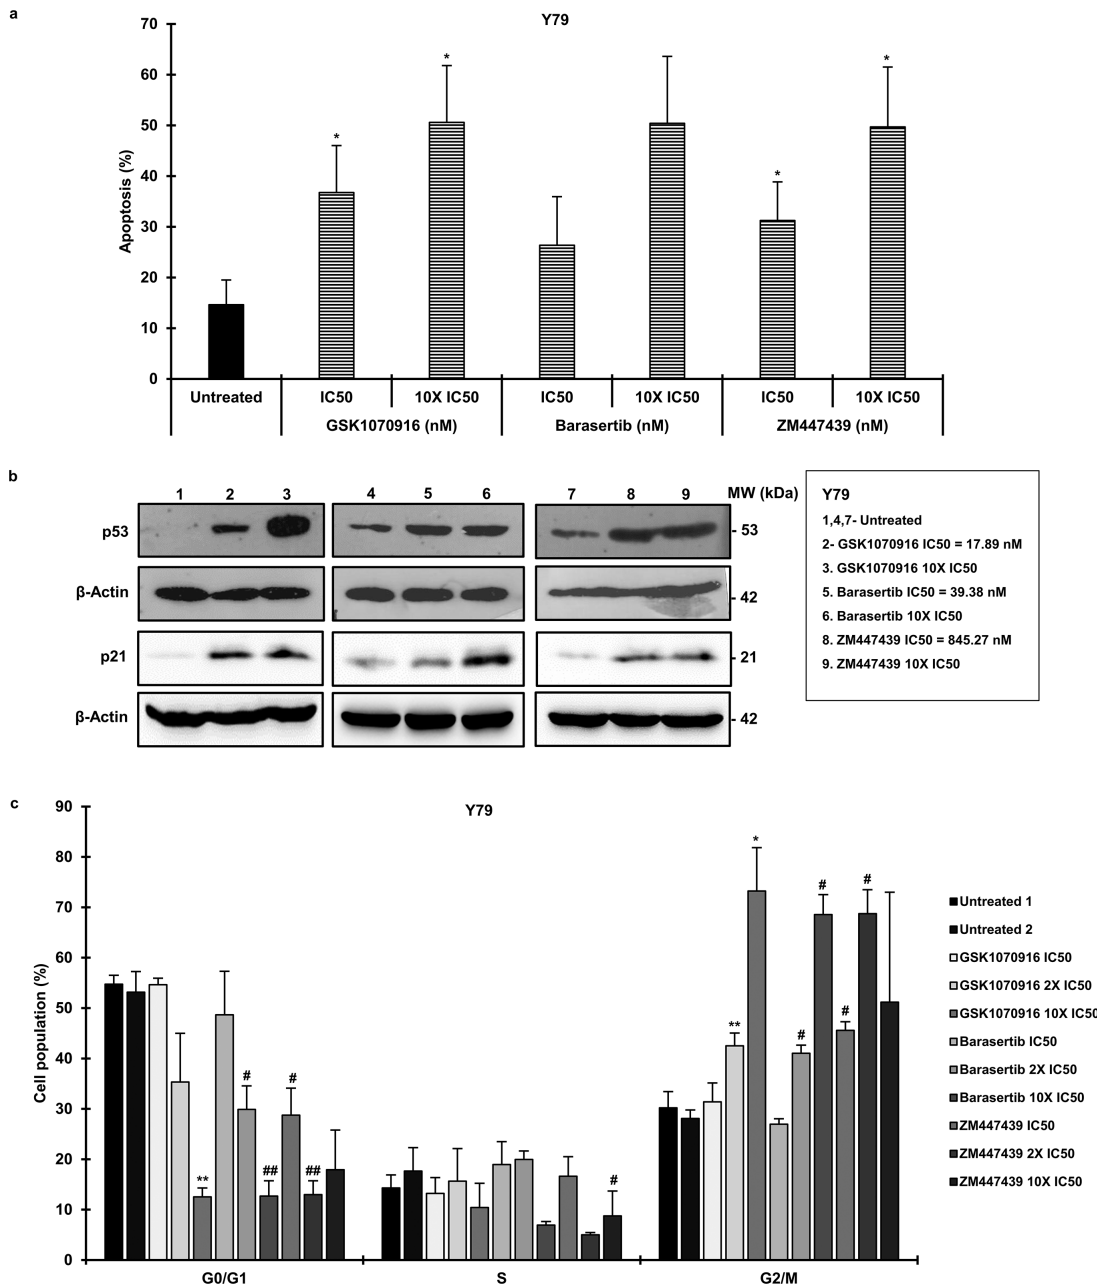 a
Y79
Apoptosis (%)
70
60
50
40
30
20
10
0
* * * *
Untreated IC50 10X IC50 IC50 10X IC50 IC50 10X IC50
GSK1070916 (nM) Barasertib (nM) ZM447439 (nM)
b
1 2 3 4 5 6 7 8 9 MW (kDa)
p53 - 53
β-Actin - 42
p21 - 21
β-Actin - 42
Y79
1,4,7- Untreated
2- GSK1070916 IC50 = 17.89 nM
3. GSK1070916 10X IC50
5. Barasertib IC50 = 39.38 nM
6. Barasertib 10X IC50
8. ZM447439 IC50 = 845.27 nM
9. ZM447439 10X IC50
c
Y79
Cell population (%)
90
80
70
60
50
40
30
20
10
0
** # ## # ## # ** * # # # #
G0/G1 S G2/M
Untreated 1
Untreated 2
GSK1070916 IC50
GSK1070916 2X IC50
GSK1070916 10X IC50
Barasertib IC50
Barasertib 2X IC50
Barasertib 10X IC50
ZM447439 IC50
ZM447439 2X IC50
ZM447439 10X IC50